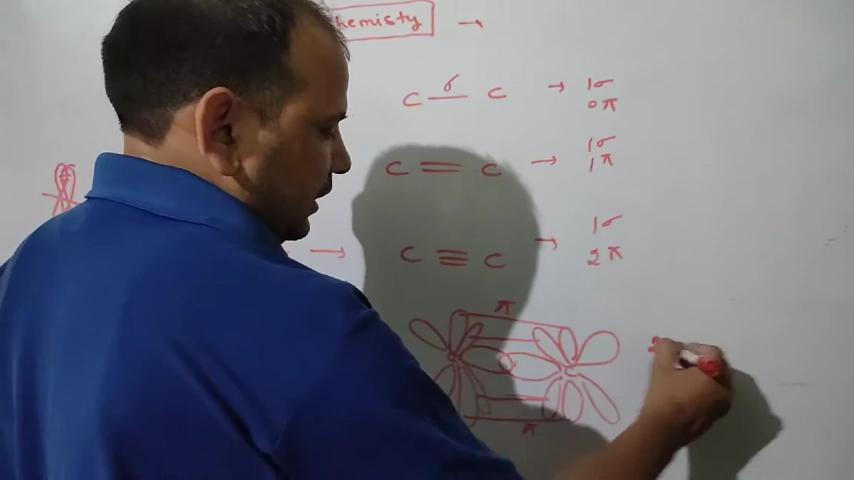 hemisty →
C σ— C → 1σ
0π
C = C → 1σ
1π
→ C ≡ C → 1σ
2π
π
C C
π